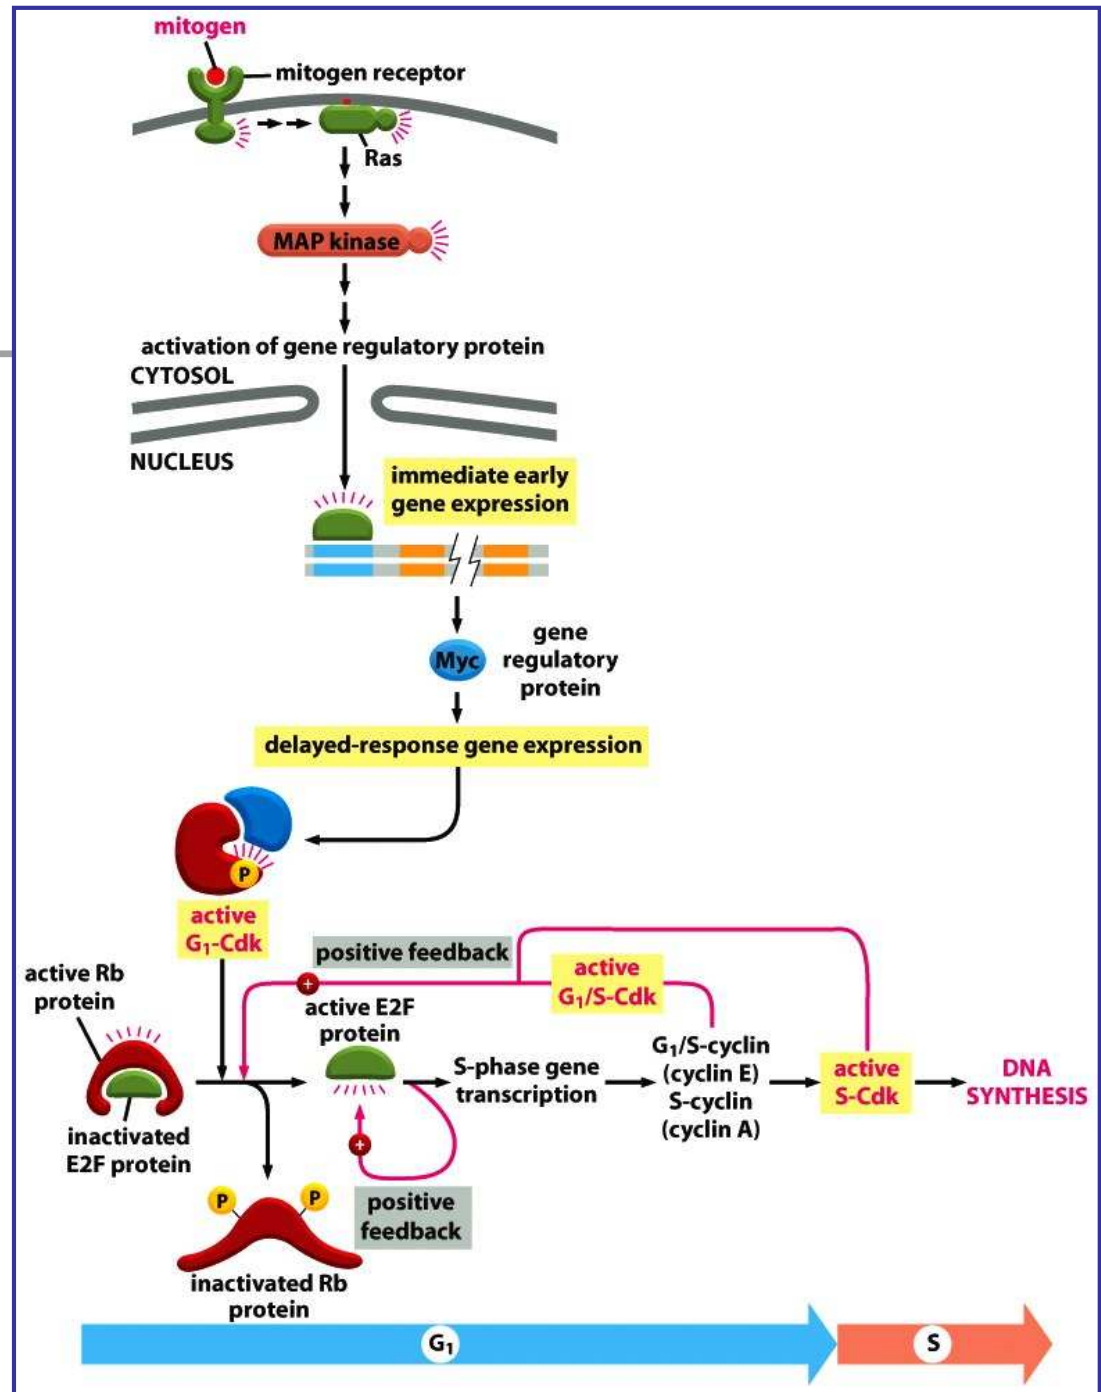 mitogen
mitogen receptor
Ras
MAP kinase
activation of gene regulatory protein
CYTOSOL
NUCLEUS
immediate early
gene expression
Myc
gene
regulatory
protein
delayed-response gene expression
P
active
G₁-Cdk
positive feedback
+
active
G₁/S-Cdk
active Rb
protein
active E2F
protein
inactivated
E2F protein
S-phase gene
transcription
G₁/S-cyclin
(cyclin E)
S-cyclin
(cyclin A)
active
S-Cdk
DNA
SYNTHESIS
+
positive
feedback
P
P
inactivated Rb
protein
G₁
S